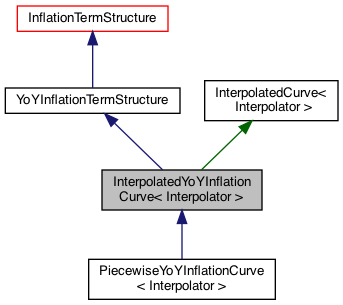 InflationTermStructure
YoYInflationTermStructure
InterpolatedCurve<
Interpolator >
InterpolatedYoYInflation
Curve< Interpolator >
PiecewiseYoYInflationCurve
< Interpolator >